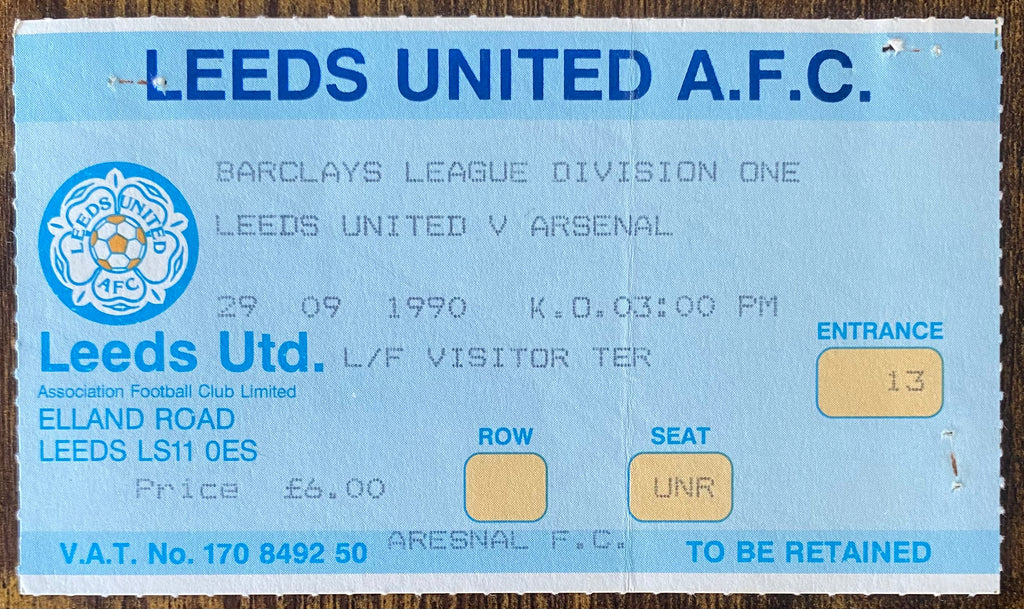 LEEDS UNITED A.F.C.
BARCLAYS LEAGUE DIVISION ONE
LEEDS UNITED V ARSENAL
LEEDS UNITED
AFC
29 09 1990 K.O.03:00 PM
Leeds Utd. L/F VISITOR TER
Association Football Club Limited
ELLAND ROAD
LEEDS LS11 0ES
ENTRANCE
13
ROW
SEAT
UNR
Price £6.00
ARESNAL F.C.
V.A.T. No. 170 8492 50
TO BE RETAINED